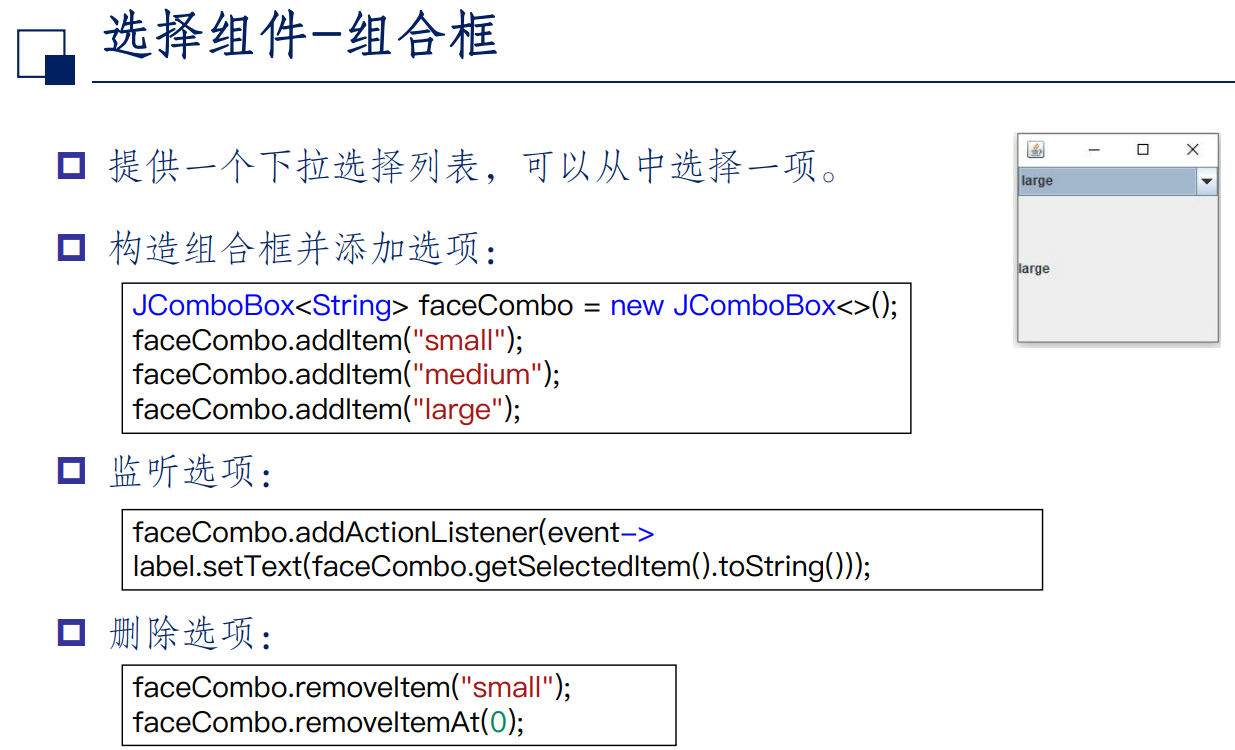 选择组件-组合框
提供一个下拉选择列表，可以从中选择一项。
large
large
构造组合框并添加选项：
JComboBox<String> faceCombo = new JComboBox<>();
faceCombo.addItem("small");
faceCombo.addItem("medium");
faceCombo.addItem("large");
监听选项：
faceCombo.addActionListener(event->
label.setText(faceCombo.getSelectedItem().toString()));
删除选项：
faceCombo.removeItem("small");
faceCombo.removeItemAt(0);